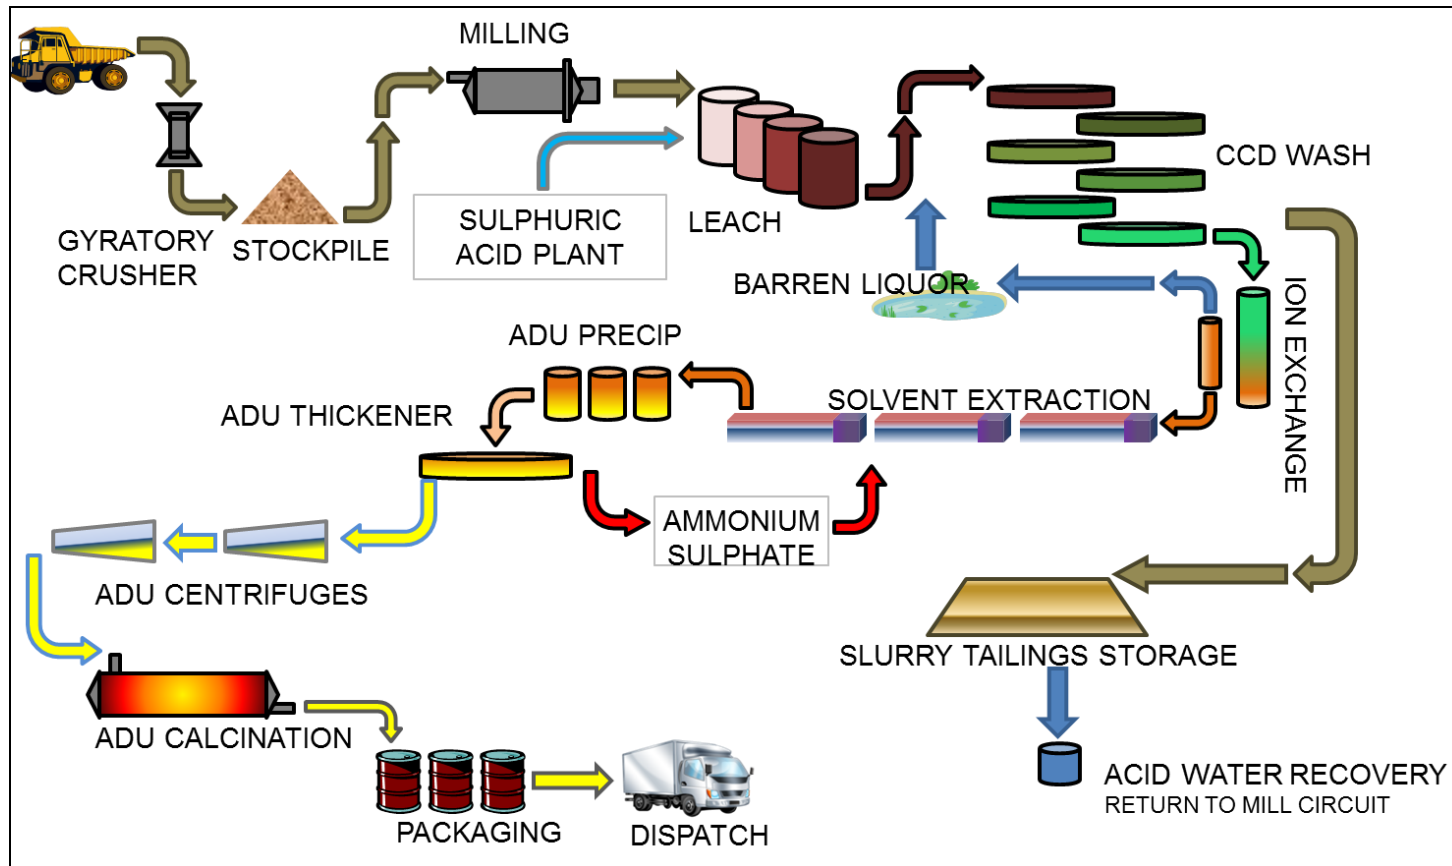 MILLING
GYRATORY
CRUSHER
STOCKPILE
SULPHURIC
ACID PLANT
LEACH
CCD WASH
BARREN LIQUOR
ION EXCHANGE
ADU PRECIP
SOLVENT EXTRACTION
ADU THICKENER
AMMONIUM
SULPHATE
ADU CENTRIFUGES
SLURRY TAILINGS STORAGE
ADU CALCINATION
ACID WATER RECOVERY
RETURN TO MILL CIRCUIT
PACKAGING
DISPATCH